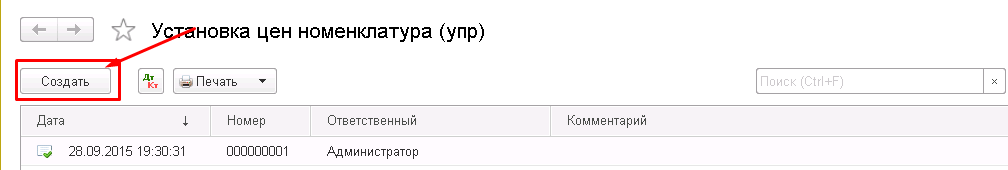 Установка цен номенклатура (упр)
Создать Дт Кт Печать Поиск (Ctrl+F) ×
Дата ↓ Номер Ответственный Комментарий
28.09.2015 19:30:31 000000001 Администратор